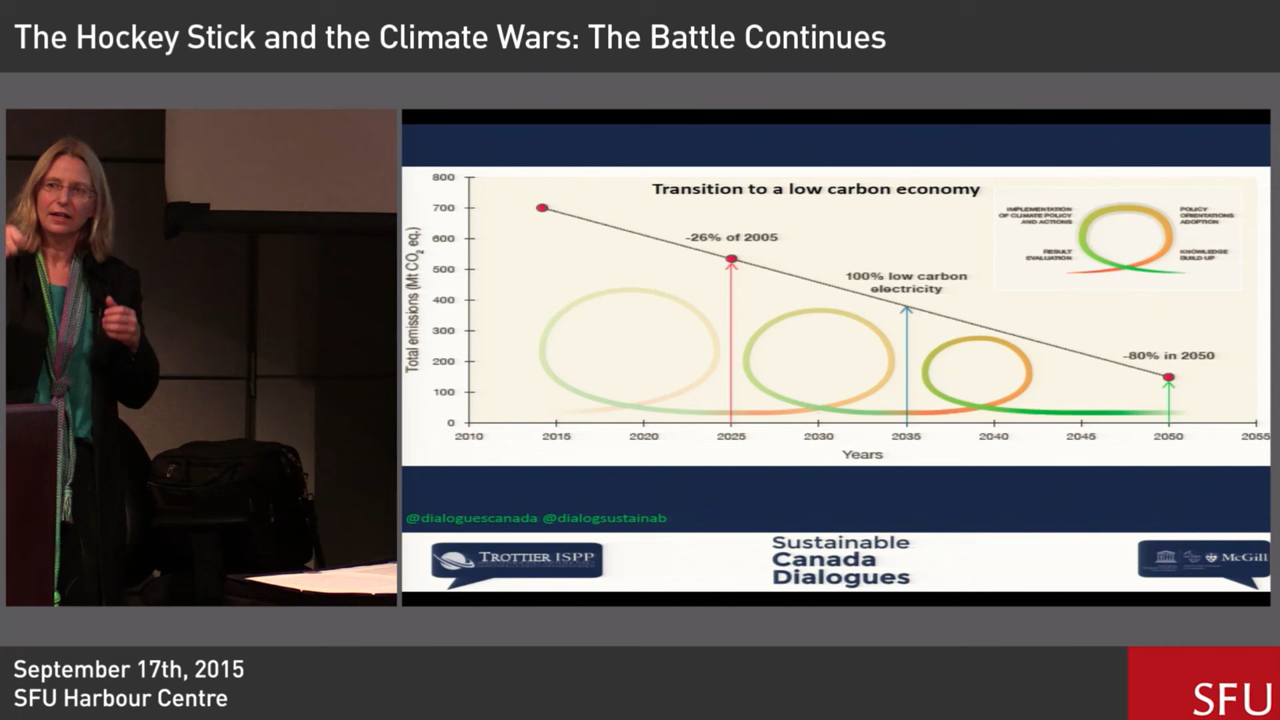 The Hockey Stick and the Climate Wars: The Battle Continues
Transition to a low carbon economy
Total emissions (Mt CO2 eq.)
800
700
600
500
400
300
200
100
0
-26% of 2005
100% low carbon
electricity
-80% in 2050
IMPLEMENTATION
OF CLIMATE POLICY
AND ACTIONS
POLICY
ORIENTATIONS
ADOPTION
RESULT
EVALUATION
KNOWLEDGE
BUILD UP
2010 2015 2020 2025 2030 2035 2040 2045 2050 2055
Years
@dialoguescanada @dialogsustainab
TROTTIER ISPP
Sustainable
Canada
Dialogues
McGill
September 17th, 2015
SFU Harbour Centre
SFU